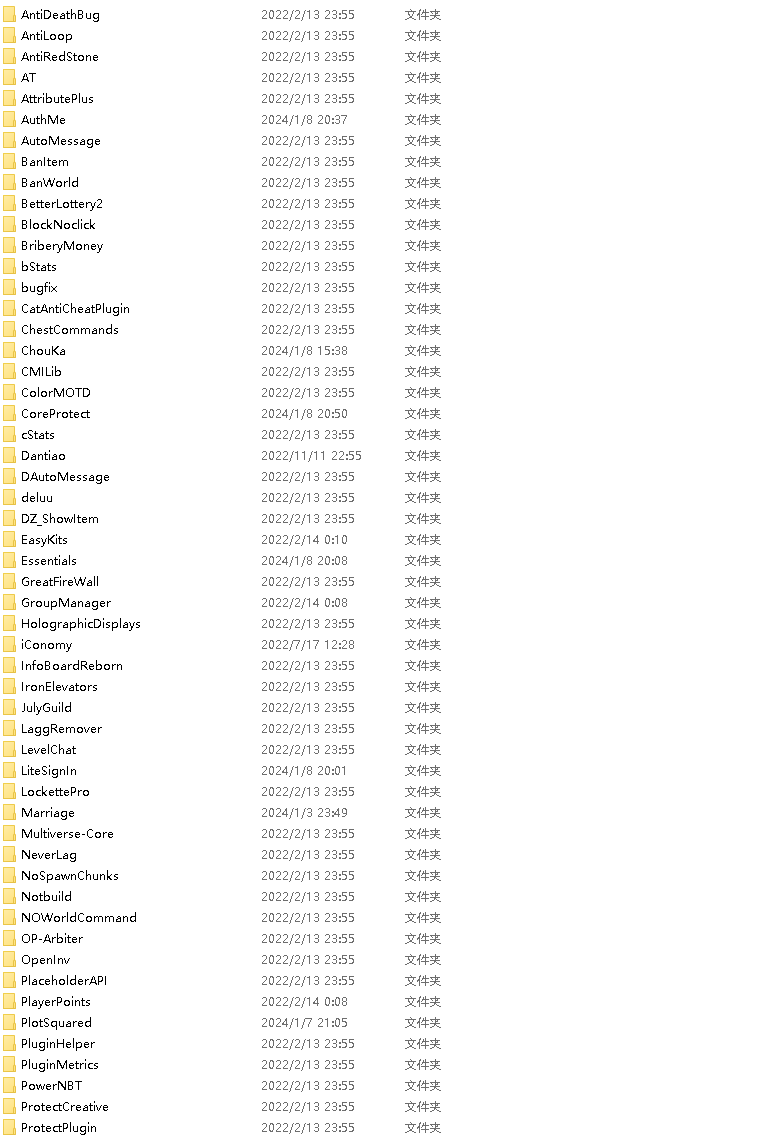 AntiDeathBug 2022/2/13 23:55 文件夹
AntiLoop 2022/2/13 23:55 文件夹
AntiRedStone 2022/2/13 23:55 文件夹
AT 2022/2/13 23:55 文件夹
AttributePlus 2022/2/13 23:55 文件夹
AuthMe 2024/1/8 20:37 文件夹
AutoMessage 2022/2/13 23:55 文件夹
BanItem 2022/2/13 23:55 文件夹
BanWorld 2022/2/13 23:55 文件夹
BetterLottery2 2022/2/13 23:55 文件夹
BlockNoclick 2022/2/13 23:55 文件夹
BriberyMoney 2022/2/13 23:55 文件夹
bStats 2022/2/13 23:55 文件夹
bugfix 2022/2/13 23:55 文件夹
CatAntiCheatPlugin 2022/2/13 23:55 文件夹
ChestCommands 2022/2/13 23:55 文件夹
ChouKa 2024/1/8 15:38 文件夹
CMILib 2022/2/13 23:55 文件夹
ColorMOTD 2022/2/13 23:55 文件夹
CoreProtect 2024/1/8 20:50 文件夹
cStats 2022/2/13 23:55 文件夹
Dantiao 2022/11/11 22:55 文件夹
DAutoMessage 2022/2/13 23:55 文件夹
deluu 2022/2/13 23:55 文件夹
DZ_ShowItem 2022/2/13 23:55 文件夹
EasyKits 2022/2/14 0:10 文件夹
Essentials 2024/1/8 20:08 文件夹
GreatFireWall 2022/2/13 23:55 文件夹
GroupManager 2022/2/14 0:08 文件夹
HolographicDisplays 2022/2/13 23:55 文件夹
iConomy 2022/7/17 12:28 文件夹
InfoBoardReborn 2022/2/13 23:55 文件夹
IronElevators 2022/2/13 23:55 文件夹
JulyGuild 2022/2/13 23:55 文件夹
LaggRemover 2022/2/13 23:55 文件夹
LevelChat 2022/2/13 23:55 文件夹
LiteSignIn 2024/1/8 20:01 文件夹
LockettePro 2022/2/13 23:55 文件夹
Marriage 2024/1/3 23:49 文件夹
Multiverse-Core 2022/2/13 23:55 文件夹
NeverLag 2022/2/13 23:55 文件夹
NoSpawnChunks 2022/2/13 23:55 文件夹
Notbuild 2022/2/13 23:55 文件夹
NOWorldCommand 2022/2/13 23:55 文件夹
OP-Arbiter 2022/2/13 23:55 文件夹
OpenInv 2022/2/13 23:55 文件夹
PlaceholderAPI 2022/2/13 23:55 文件夹
PlayerPoints 2022/2/14 0:08 文件夹
PlotSquared 2024/1/7 21:05 文件夹
PluginHelper 2022/2/13 23:55 文件夹
PluginMetrics 2022/2/13 23:55 文件夹
PowerNBT 2022/2/13 23:55 文件夹
ProtectCreative 2022/2/13 23:55 文件夹
ProtectPlugin 2022/2/13 23:55 文件夹